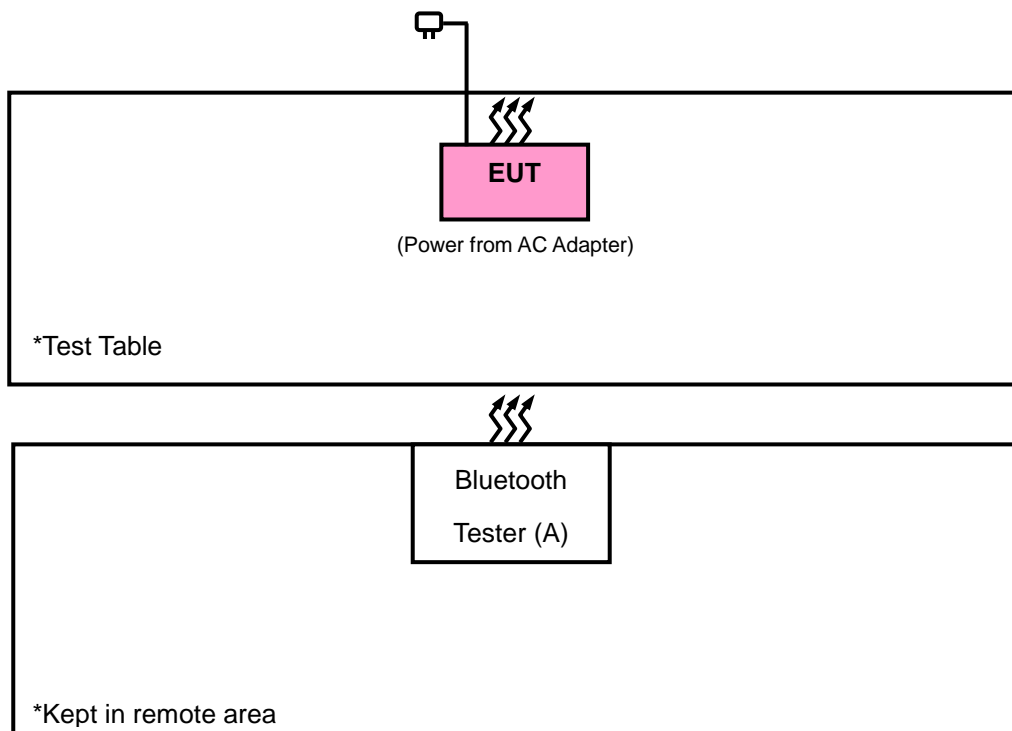 EUT
(Power from AC Adapter)
*Test Table
Bluetooth
Tester (A)
*Kept in remote area